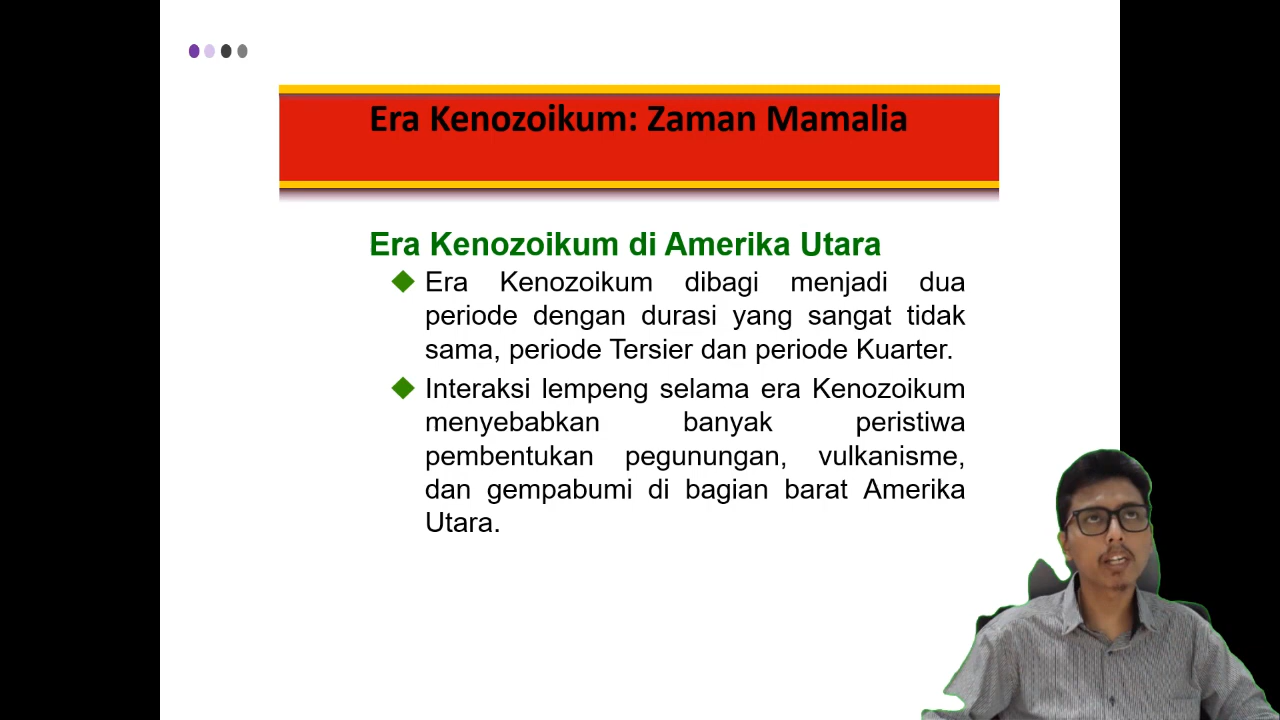 Era Kenozoikum: Zaman Mamalia
Era Kenozoikum di Amerika Utara
Era Kenozoikum dibagi menjadi dua
periode dengan durasi yang sangat tidak
sama, periode Tersier dan periode Kuarter.
Interaksi lempeng selama era Kenozoikum
menyebabkan banyak peristiwa
pembentukan pegunungan, vulkanisme,
dan gempabumi di bagian barat Amerika
Utara.